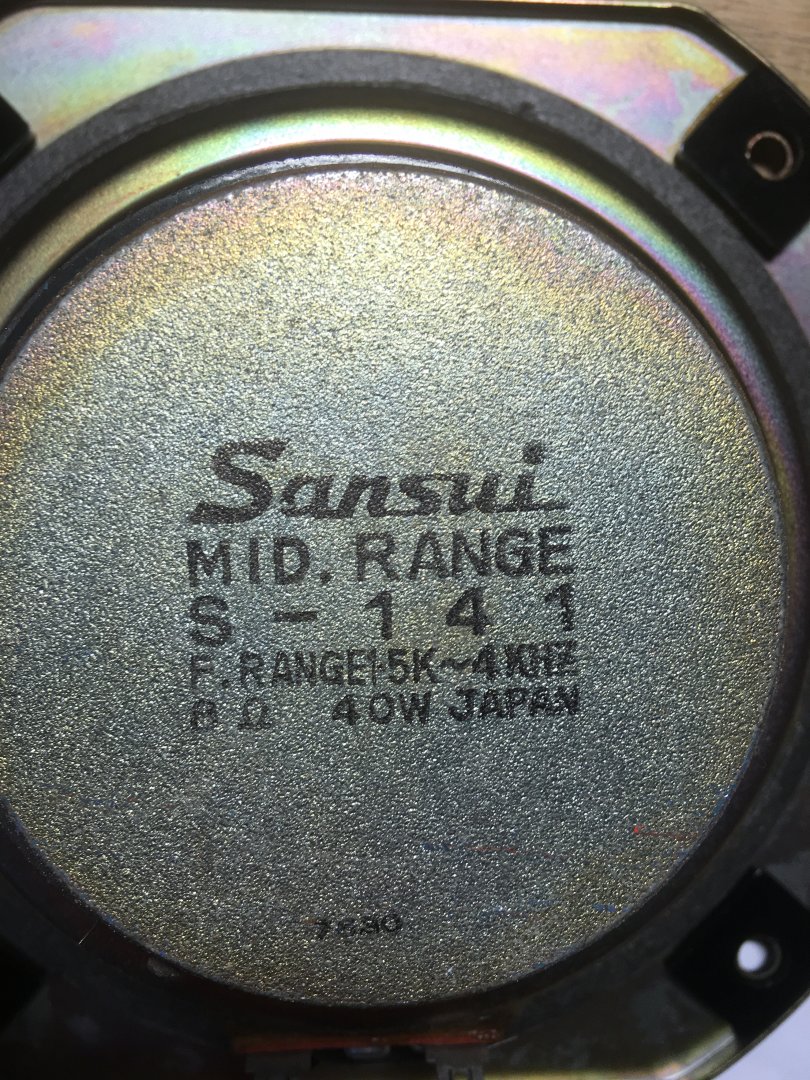 Sansui
MID. RANGE
S-141
F. RANGE 1.5K~4KHZ
8 Ω 40W JAPAN